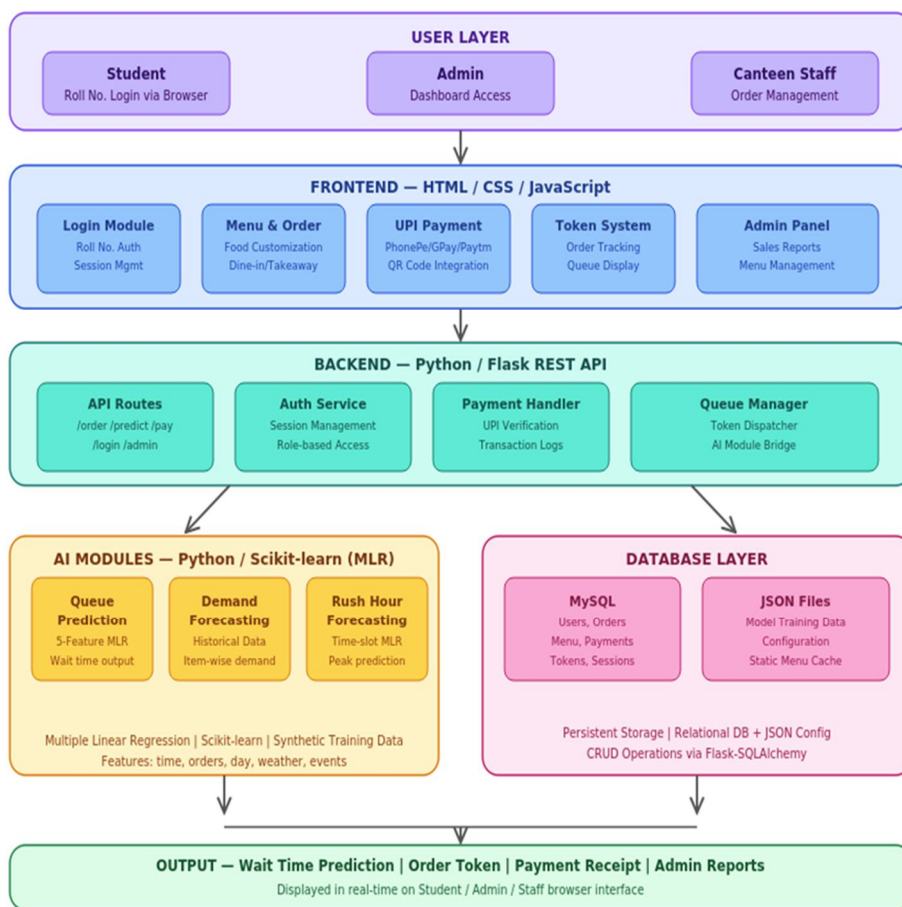 USER LAYER
Student
Roll No. Login via Browser
Admin
Dashboard Access
Canteen Staff
Order Management
FRONTEND — HTML / CSS / JavaScript
Login Module
Roll No. Auth
Session Mgmt
Menu & Order
Food Customization
Dine-in/Takeaway
UPI Payment
PhonePe/GPay/Paytm
QR Code Integration
Token System
Order Tracking
Queue Display
Admin Panel
Sales Reports
Menu Management
BACKEND — Python / Flask REST API
API Routes
/order /predict /pay
/login /admin
Auth Service
Session Management
Role-based Access
Payment Handler
UPI Verification
Transaction Logs
Queue Manager
Token Dispatcher
AI Module Bridge
AI MODULES — Python / Scikit-learn (MLR)
Queue
Prediction
5-Feature MLR
Wait time output
Demand
Forecasting
Historical Data
Item-wise demand
Rush Hour
Forecasting
Time-slot MLR
Peak prediction
Multiple Linear Regression | Scikit-learn | Synthetic Training Data
Features: time, orders, day, weather, events
DATABASE LAYER
MySQL
Users, Orders
Menu, Payments
Tokens, Sessions
JSON Files
Model Training Data
Configuration
Static Menu Cache
Persistent Storage | Relational DB + JSON Config
CRUD Operations via Flask-SQLAlchemy
OUTPUT — Wait Time Prediction | Order Token | Payment Receipt | Admin Reports
Displayed in real-time on Student / Admin / Staff browser interface